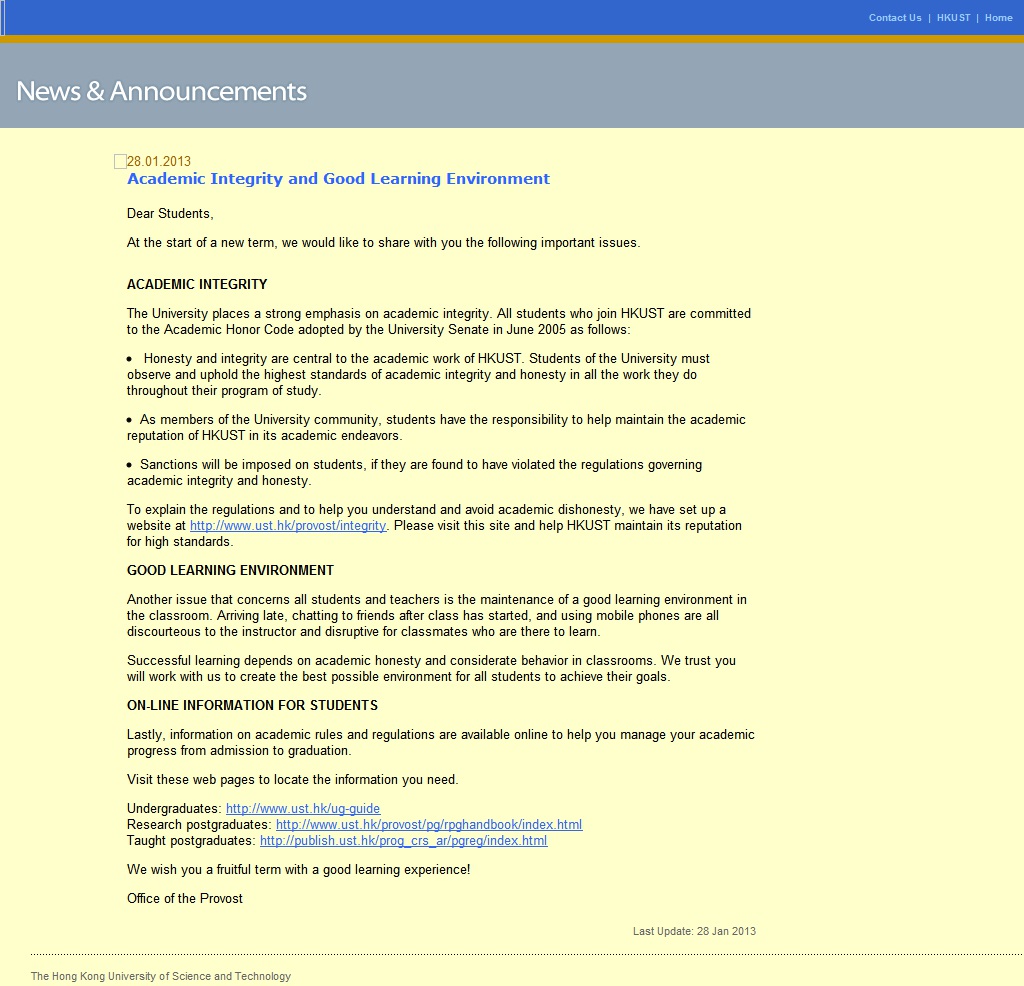 Contact Us | HKUST | Home
News & Announcements
28.01.2013
Academic Integrity and Good Learning Environment
Dear Students,
At the start of a new term, we would like to share with you the following important issues.
ACADEMIC INTEGRITY
The University places a strong emphasis on academic integrity. All students who join HKUST are committed
to the Academic Honor Code adopted by the University Senate in June 2005 as follows:
• Honesty and integrity are central to the academic work of HKUST. Students of the University must
observe and uphold the highest standards of academic integrity and honesty in all the work they do
throughout their program of study.
• As members of the University community, students have the responsibility to help maintain the academic
reputation of HKUST in its academic endeavors.
• Sanctions will be imposed on students, if they are found to have violated the regulations governing
academic integrity and honesty.
To explain the regulations and to help you understand and avoid academic dishonesty, we have set up a
website at http://www.ust.hk/provost/integrity. Please visit this site and help HKUST maintain its reputation
for high standards.
GOOD LEARNING ENVIRONMENT
Another issue that concerns all students and teachers is the maintenance of a good learning environment in
the classroom. Arriving late, chatting to friends after class has started, and using mobile phones are all
discourteous to the instructor and disruptive for classmates who are there to learn.
Successful learning depends on academic honesty and considerate behavior in classrooms. We trust you
will work with us to create the best possible environment for all students to achieve their goals.
ON-LINE INFORMATION FOR STUDENTS
Lastly, information on academic rules and regulations are available online to help you manage your academic
progress from admission to graduation.
Visit these web pages to locate the information you need.
Undergraduates: http://www.ust.hk/ug-guide
Research postgraduates: http://www.ust.hk/provost/pg/rpghandbook/index.html
Taught postgraduates: http://publish.ust.hk/prog_crs_ar/pgreg/index.html
We wish you a fruitful term with a good learning experience!
Office of the Provost
Last Update: 28 Jan 2013
The Hong Kong University of Science and Technology